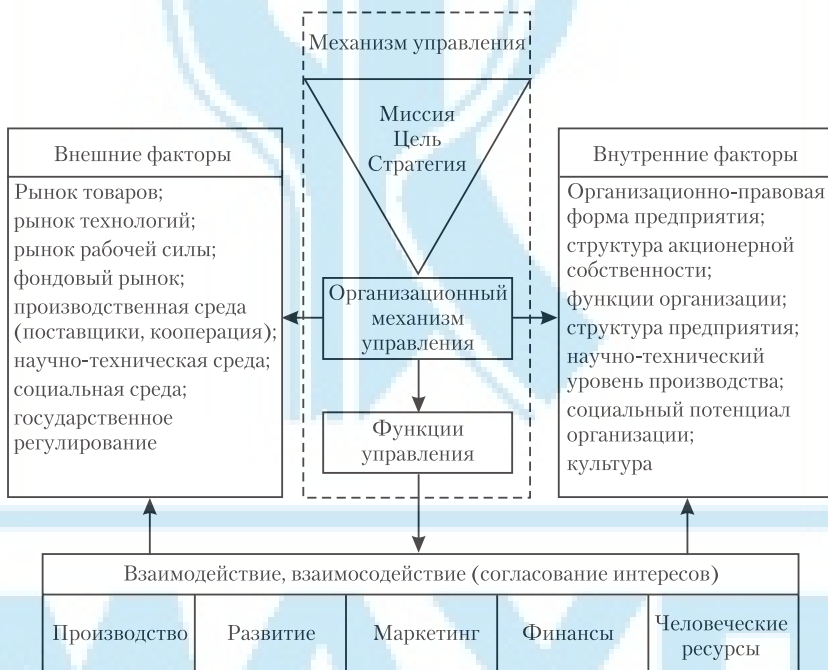 Механизм управления
Миссия
Цель
Стратегия
Внешние факторы
Рынок товаров;
рынок технологий;
рынок рабочей силы;
фондовый рынок;
производственная среда
(поставщики, кооперация);
научно-техническая среда;
социальная среда;
государственное
регулирование
Организационный
механизм
управления
Функции
управления
Внутренние факторы
Организационно-правовая
форма предприятия;
структура акционерной
собственности;
функции организации;
структура предприятия;
научно-технический
уровень производства;
социальный потенциал
организации;
культура
Взаимодействие, взаимосодействие (согласование интересов)
Производство
Развитие
Маркетинг
Финансы
Человеческие
ресурсы